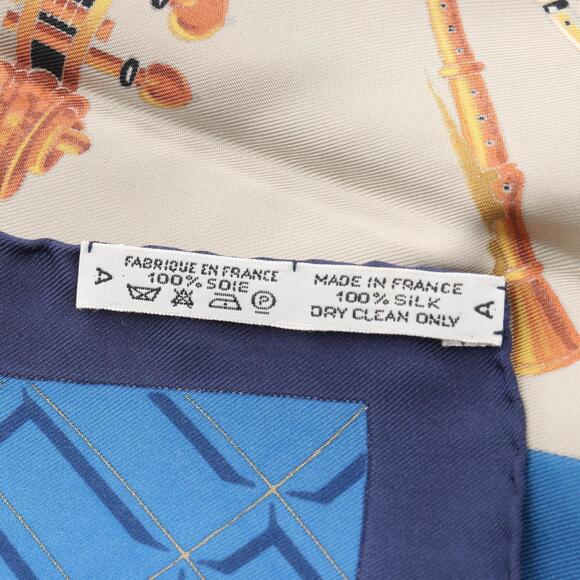 A
FABRIQUE EN FRANCE
100% SOIE
P
MADE IN FRANCE
100% SILK
DRY CLEAN ONLY
A